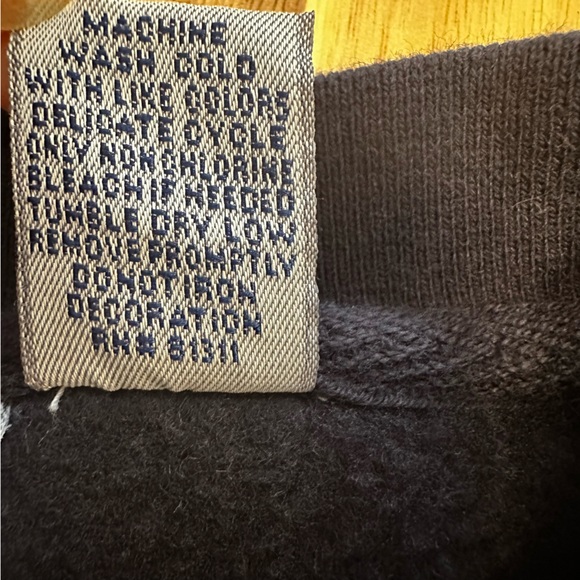 MACHINE
WASH COLD
WITH LIKE COLORS
DELICATE CYCLE
ONLY NON CHLORINE
BLEACH IF NEEDED
TUMBLE DRY LOW
REMOVE PROMPTLY
DO NOT IRON
DECORATION
RN# 61511